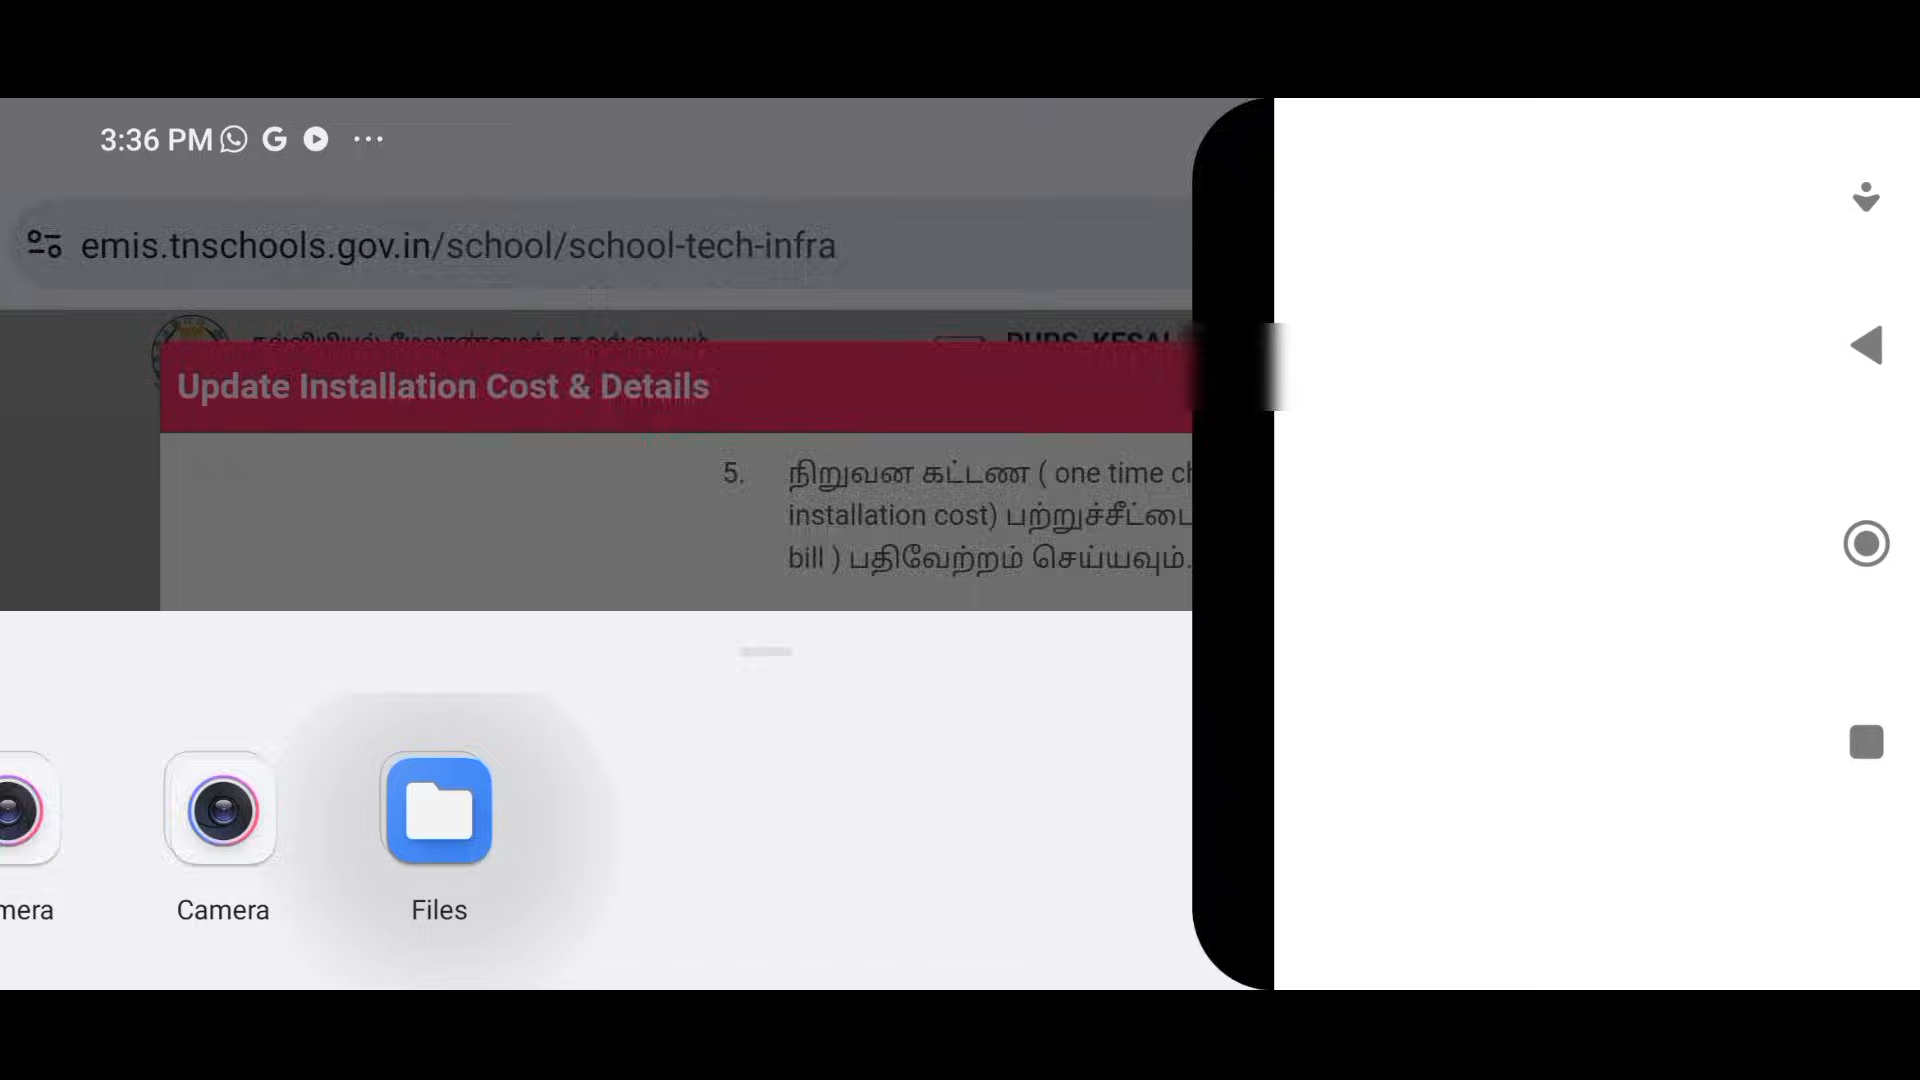 3:36 PM
emis.tnschools.gov.in/school/school-tech-infra
Update Installation Cost & Details
5. நிறுவன கட்டண ( one time ch
installation cost) பற்றுச்சீட்டை
bill ) பதிவேற்றம் செய்யவும்.
mera
Camera
Files